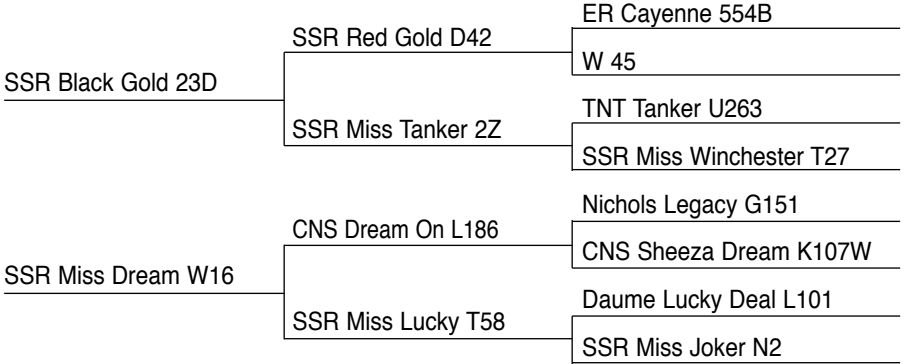 ER Cayenne 554B
SSR Red Gold D42
W 45
SSR Black Gold 23D
TNT Tanker U263
SSR Miss Tanker 2Z
SSR Miss Winchester T27
Nichols Legacy G151
CNS Dream On L186
CNS Sheeza Dream K107W
SSR Miss Dream W16
Daume Lucky Deal L101
SSR Miss Lucky T58
SSR Miss Joker N2